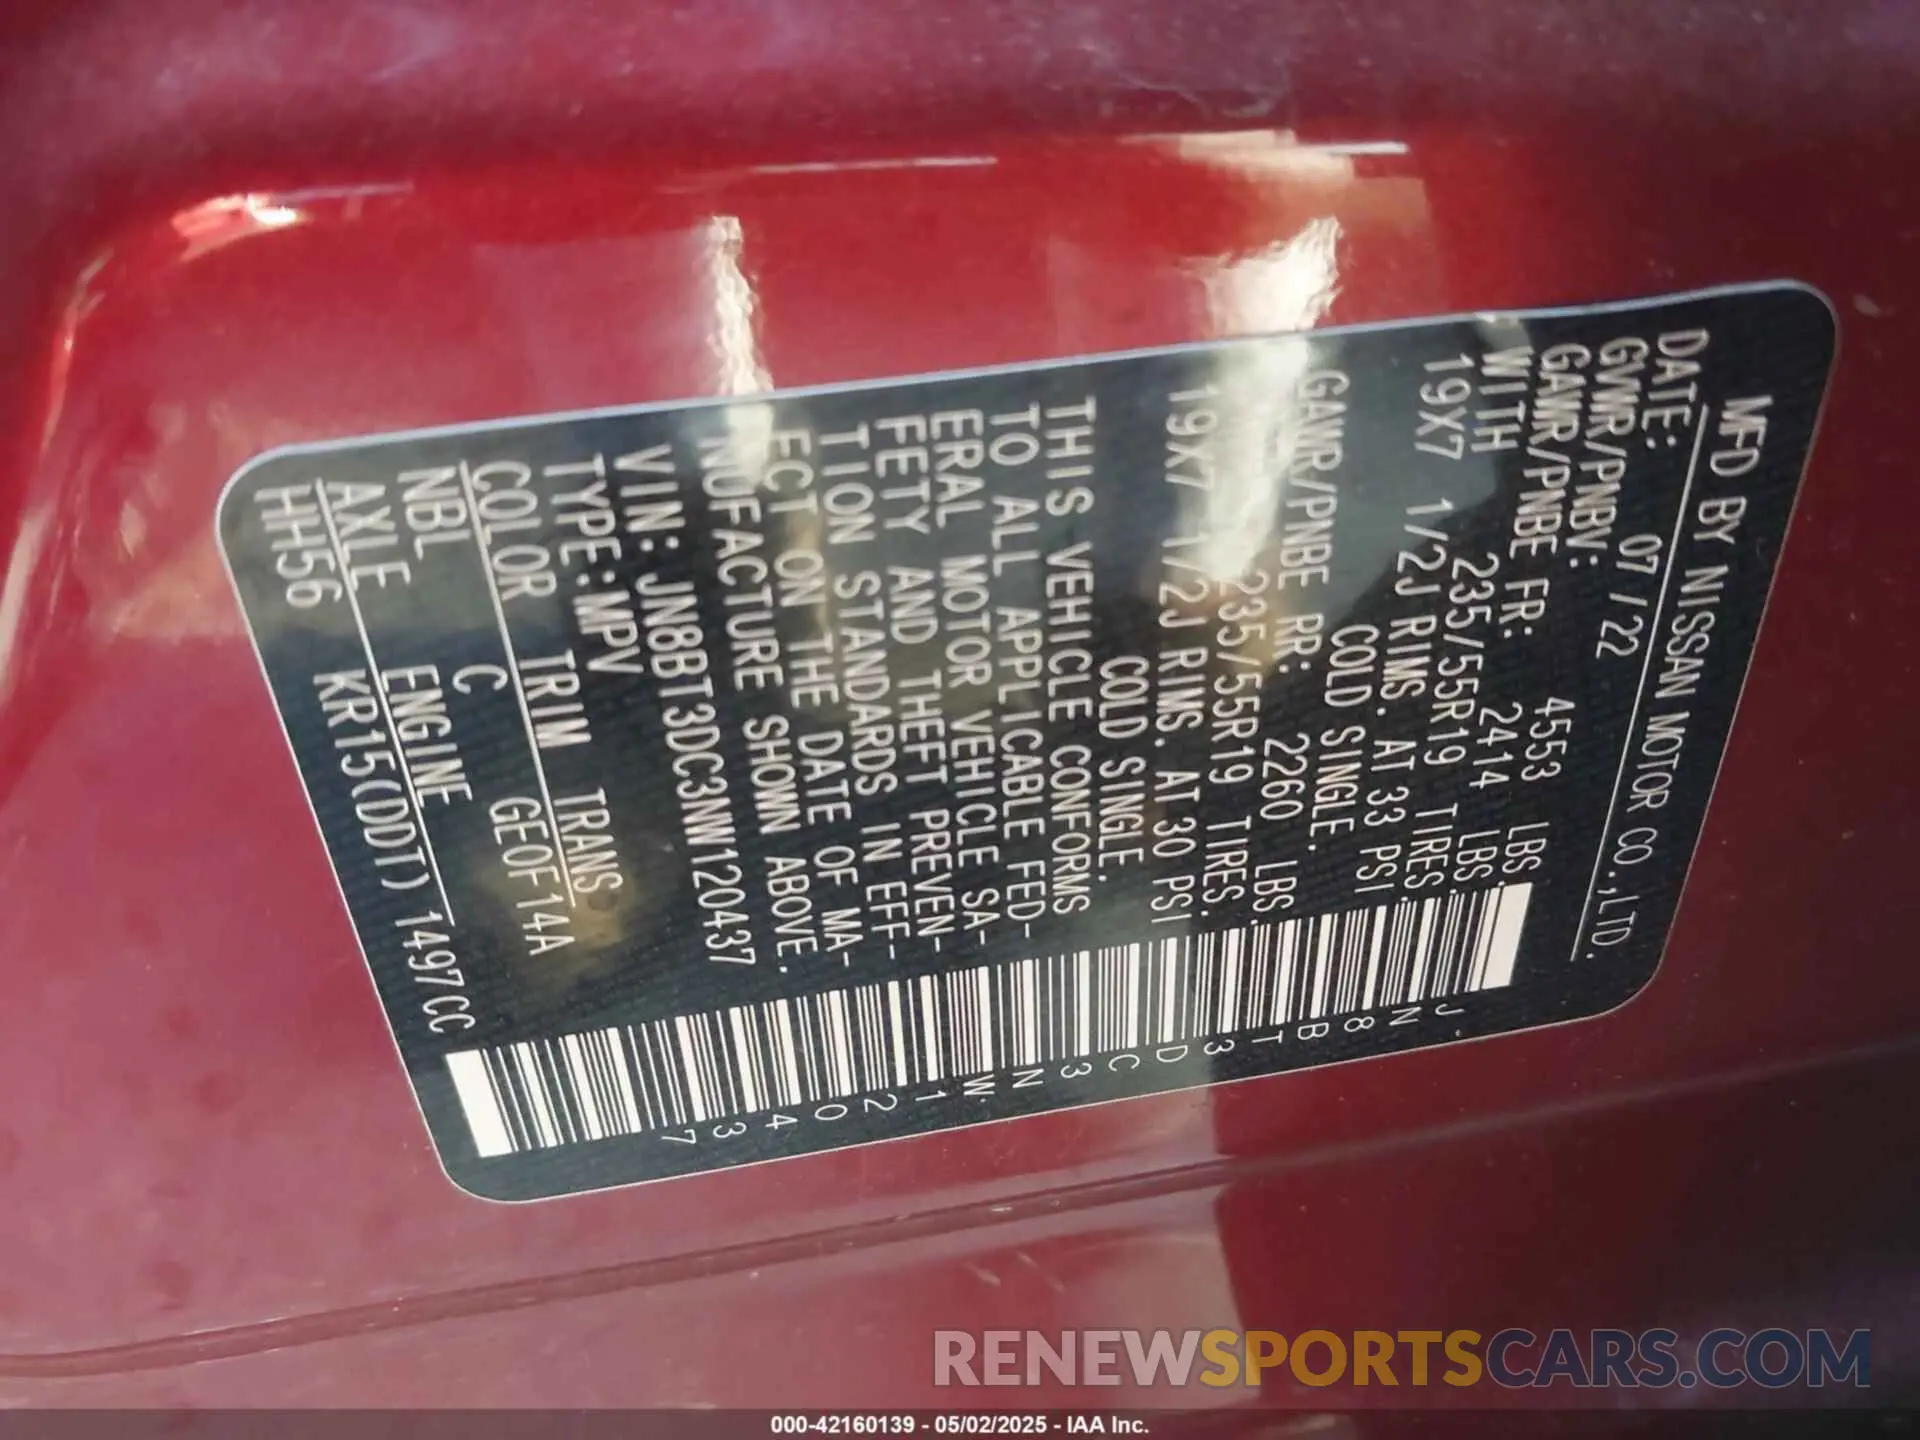 MFD BY NISSAN MOTOR CO.,LTD.
DATE: 07/22
GVWR/PNBV: 4553 LBS.
GAWR/PNBE FR: 2414 LBS.
WITH 235/55R19 TIRES.
19X7 1/2J RIMS. AT 33 PSI
COLD SINGLE.
GAWR/PNBE RR: 2260 LBS.
235/55R19 TIRES.
19X7 1/2J RIMS. AT 30 PSI
COLD SINGLE.
THIS VEHICLE CONFORMS
TO ALL APPLICABLE FED-
ERAL MOTOR VEHICLE SA-
FETY AND THEFT PREVEN-
TION STANDARDS IN EFF-
ECT ON THE DATE OF MA-
NUFACTURE SHOWN ABOVE.
VIN: JN8BT3DC3NW120437
TYPE:MPV
COLOR TRIM TRANS
NBL C GE0F14A
AXLE ENGINE
HH56 KR15(DDT) 1497CC
JN8BT3DC3NW120437
RENEWSPORTSCARS.COM
000-42160139 - 05/02/2025 - IAA Inc.